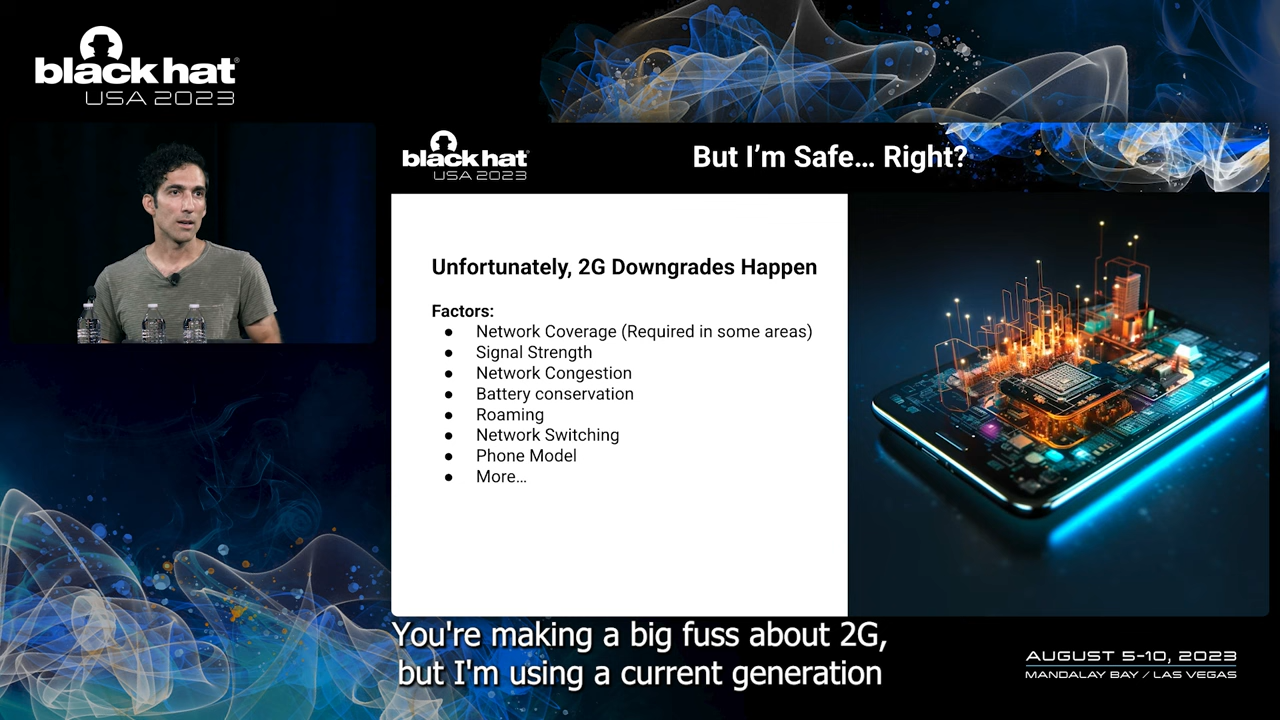 black hat®
USA 2023
black hat®
USA 2023
But I'm Safe... Right?
Unfortunately, 2G Downgrades Happen
Factors:
● Network Coverage (Required in some areas)
● Signal Strength
● Network Congestion
● Battery conservation
● Roaming
● Network Switching
● Phone Model
● More...
You're making a big fuss about 2G,
but I'm using a current generation
AUGUST 5-10, 2023
MANDALAY BAY / LAS VEGAS